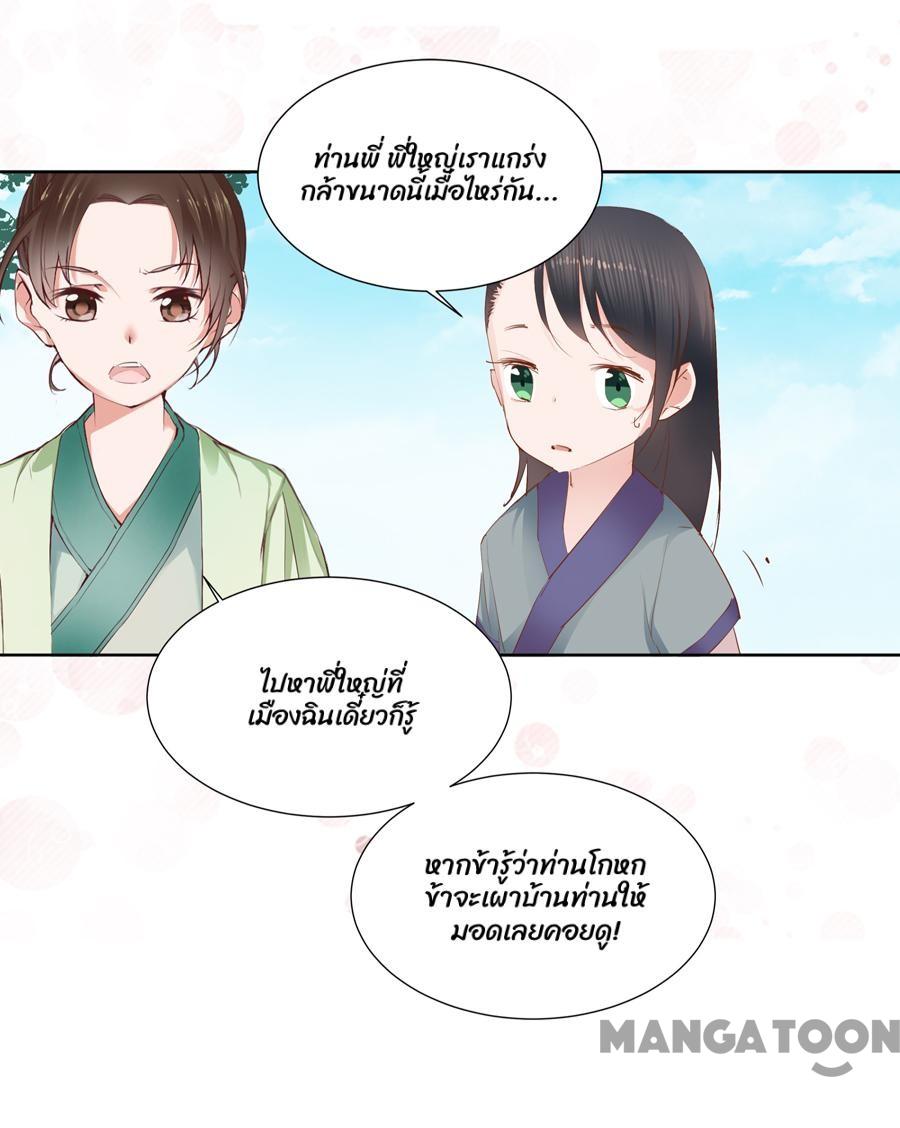 ท่านพี่ พี่ใหญ่เราแกร่ง
กล้าขนาดนี้เมื่อไหร่กัน...
ไปหาพี่ใหญ่ที่
เมืองฉินเดี๋ยวก็รู้
หากข้ารู้ว่าท่านโกหก
ข้าจะเผาบ้านท่านให้
มอดเลยคอยดู!
MANGATOON